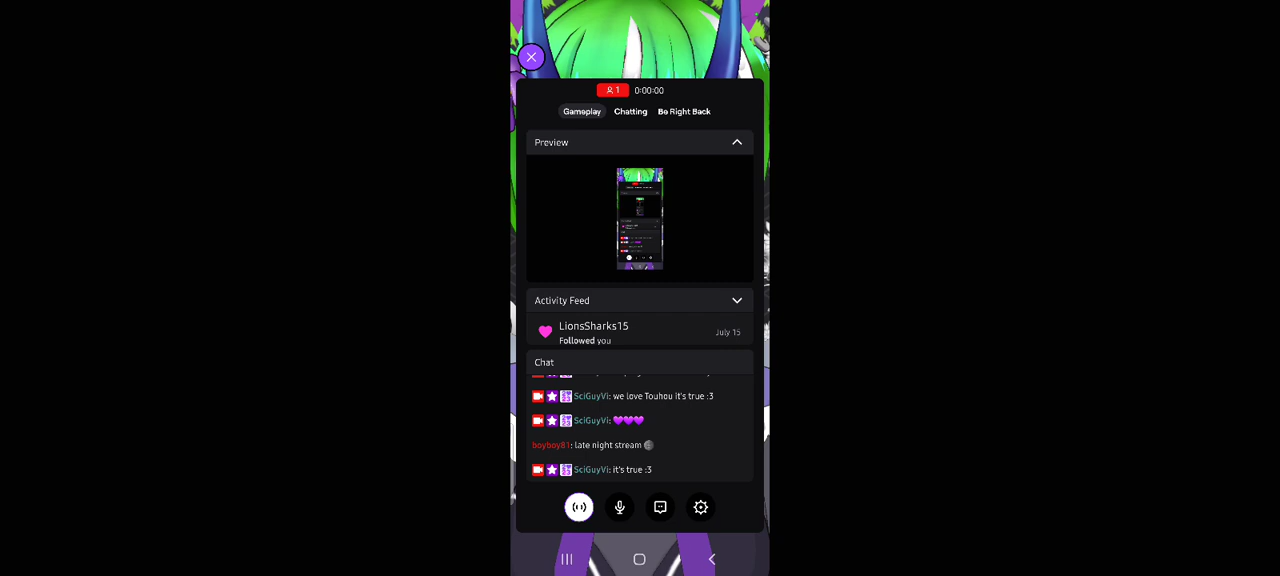 1 0:00:00
Gameplay Chatting Be Right Back
Preview
Activity Feed
LionsSharks15
July 15
Followed you
Chat
SciGuyVi: we love Touhou it's true :3
SciGuyVi: 💜💜💜
boyboy81: late night stream 🌚
SciGuyVi: it's true :3